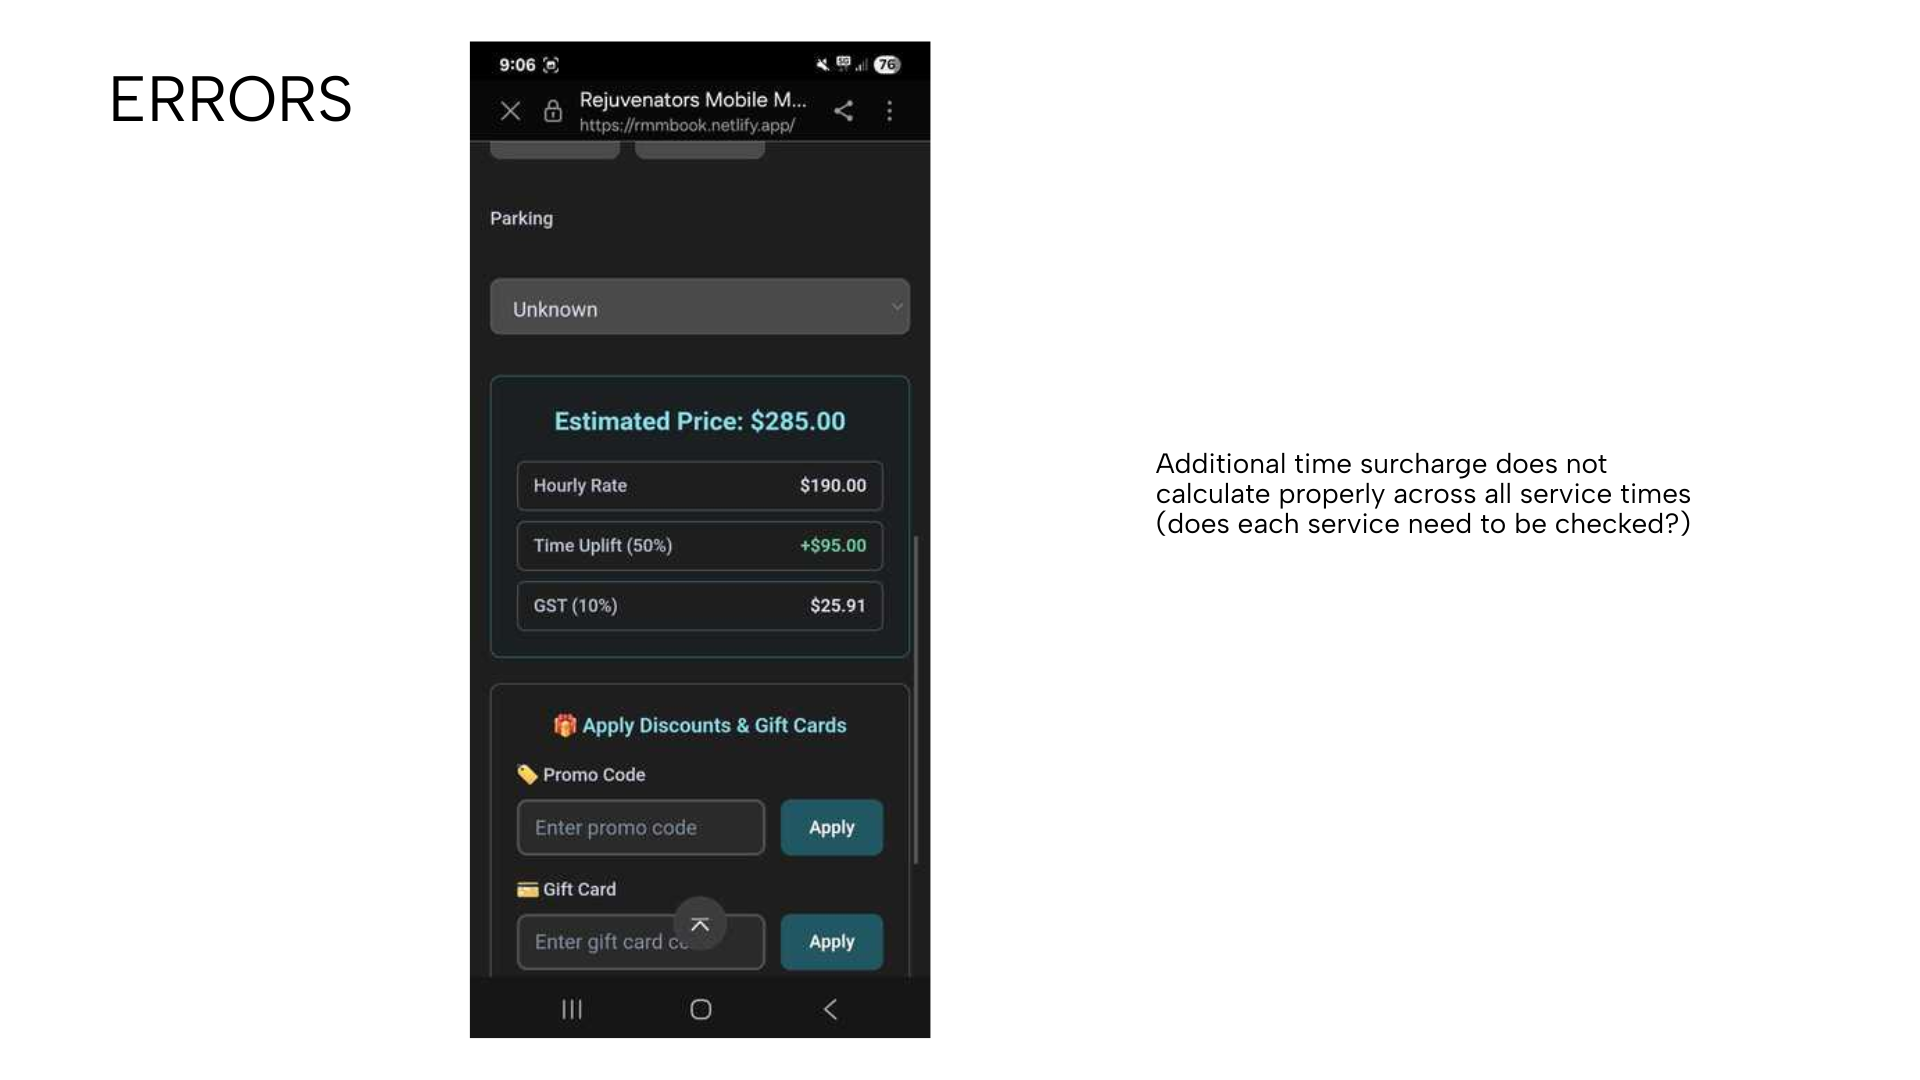 ERRORS
9:06
76
Rejuvenators Mobile M...
https://rmmbook.netlify.app/
Parking
Unknown
Estimated Price: $285.00
Hourly Rate $190.00
Time Uplift (50%) +$95.00
GST (10%) $25.91
🎁 Apply Discounts & Gift Cards
🏷️ Promo Code
Enter promo code Apply
💳 Gift Card
Enter gift card Apply
Additional time surcharge does not
calculate properly across all service times
(does each service need to be checked?)